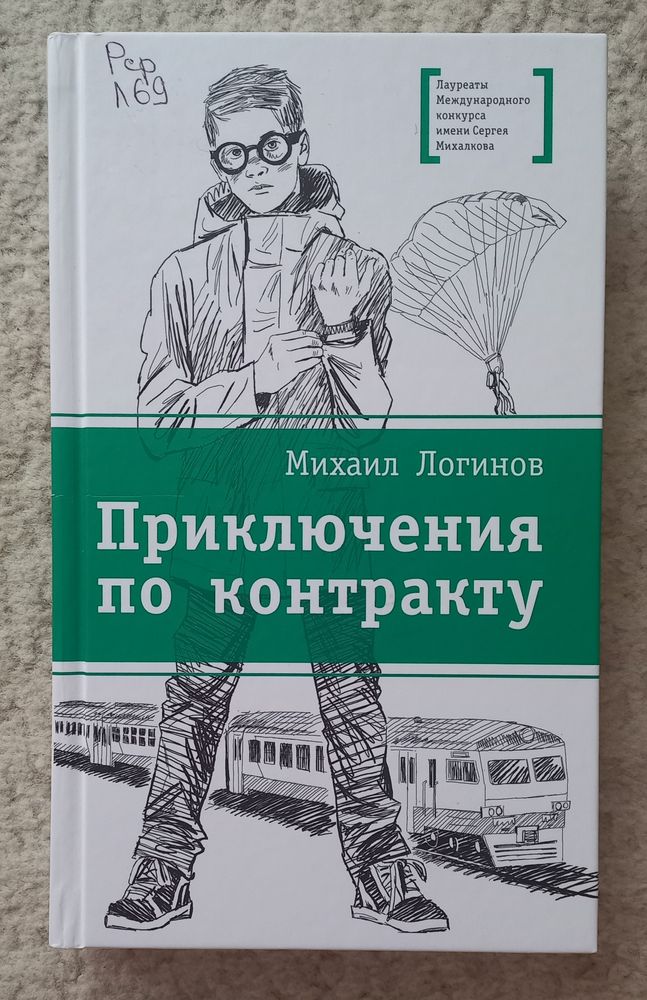 Рср
Л69
Лауреаты
Международного
конкурса
имени Сергея
Михалкова
Михаил Логинов
Приключения
по контракту